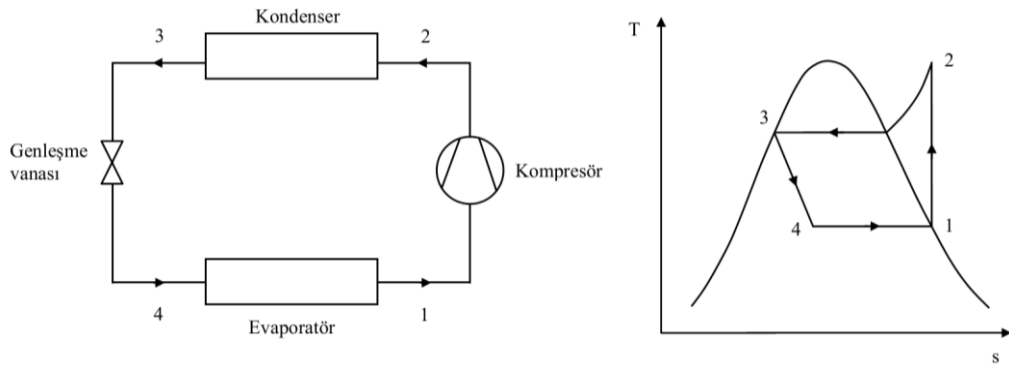 Kondenser
3
2
Genleşme
vanası
Kompresör
4
1
Evaporatör
T
2
3
4
1
s